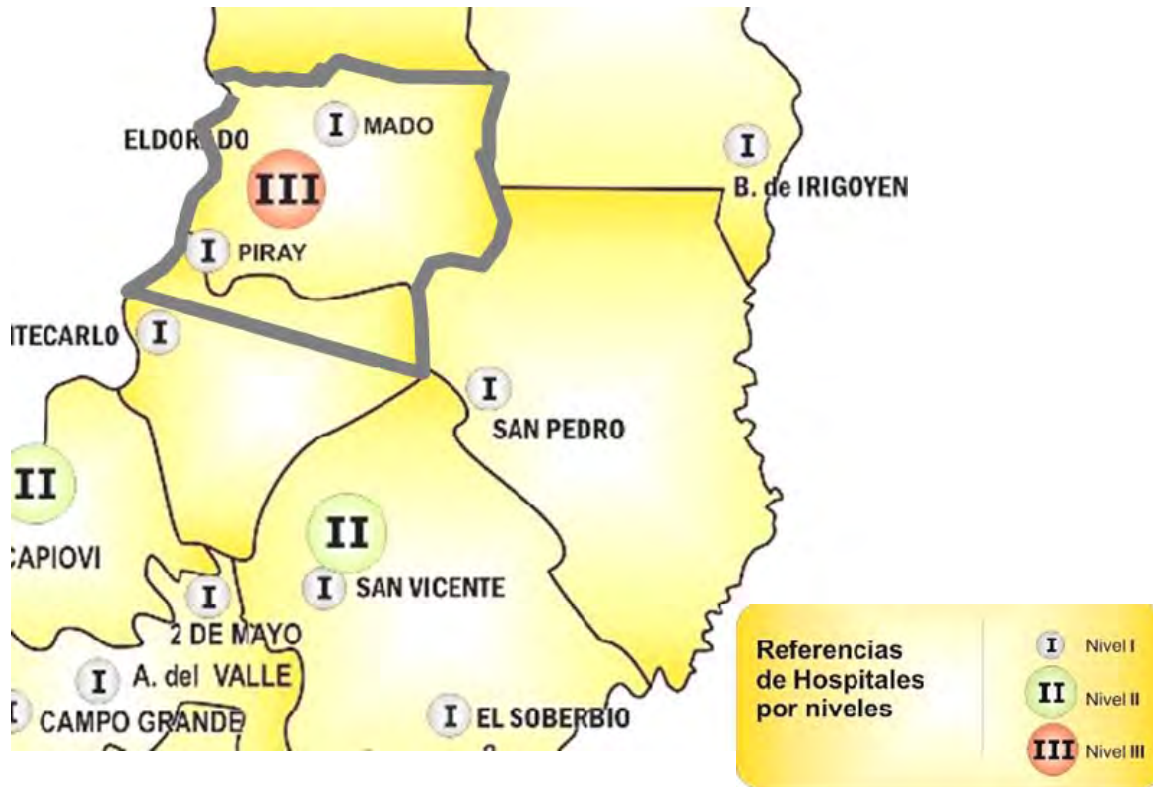 I MADO
ELDORADO
III
I
B. de IRIGOYEN
I PIRAY
NTECARLO I
I
SAN PEDRO
II
CAPIOVI
II
I SAN VICENTE
I
2 DE MAYO
I A. del VALLE
I CAMPO GRANDE
I EL SOBERBIO
Referencias
de Hospitales
por niveles
I Nivel I
II Nivel II
III Nivel III